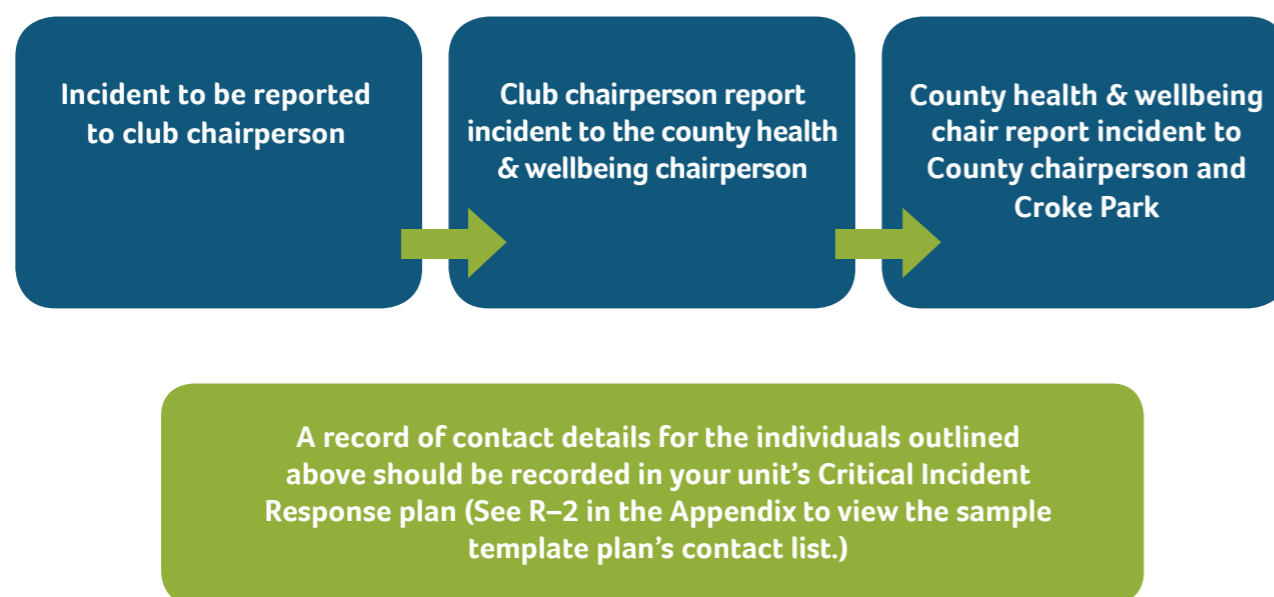 Incident to be reported
to club chairperson
Club chairperson report
incident to the county health
& wellbeing chairperson
County health & wellbeing
chair report incident to
County chairperson and
Croke Park
A record of contact details for the individuals outlined
above should be recorded in your unit’s Critical Incident
Response plan (See R–2 in the Appendix to view the sample
template plan’s contact list.)